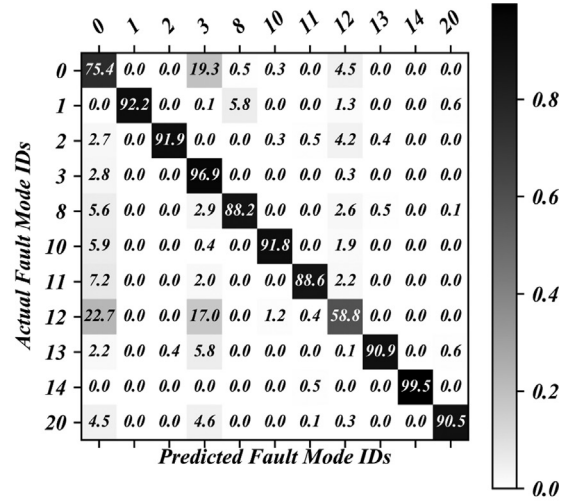 0 1 2 3 8 10 11 12 13 14 20
0 75.4 0.0 0.0 19.3 0.5 0.3 0.0 4.5 0.0 0.0 0.0
1 0.0 92.2 0.0 0.1 5.8 0.0 0.0 1.3 0.0 0.0 0.6
2 2.7 0.0 91.9 0.0 0.0 0.3 0.5 4.2 0.4 0.0 0.0
3 2.8 0.0 0.0 96.9 0.0 0.0 0.0 0.3 0.0 0.0 0.0
8 5.6 0.0 0.0 2.9 88.2 0.0 0.0 2.6 0.5 0.0 0.1
10 5.9 0.0 0.0 0.4 0.0 91.8 0.0 1.9 0.0 0.0 0.0
11 7.2 0.0 0.0 2.0 0.0 0.0 88.6 2.2 0.0 0.0 0.0
12 22.7 0.0 0.0 17.0 0.0 1.2 0.4 58.8 0.0 0.0 0.0
13 2.2 0.0 0.4 5.8 0.0 0.0 0.0 0.1 90.9 0.0 0.6
14 0.0 0.0 0.0 0.0 0.0 0.0 0.5 0.0 0.0 99.5 0.0
20 4.5 0.0 0.0 4.6 0.0 0.0 0.1 0.3 0.0 0.0 90.5
Actual Fault Mode IDs
Predicted Fault Mode IDs
0.8
0.6
0.4
0.2
0.0